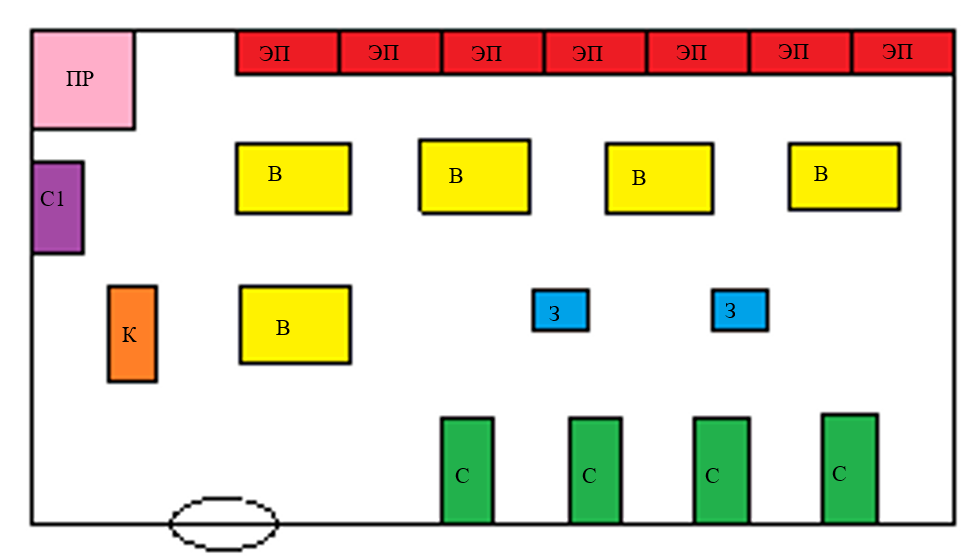 ПР
ЭП ЭП ЭП ЭП ЭП ЭП ЭП
С1
В В В В
К
В
З З
С С С С